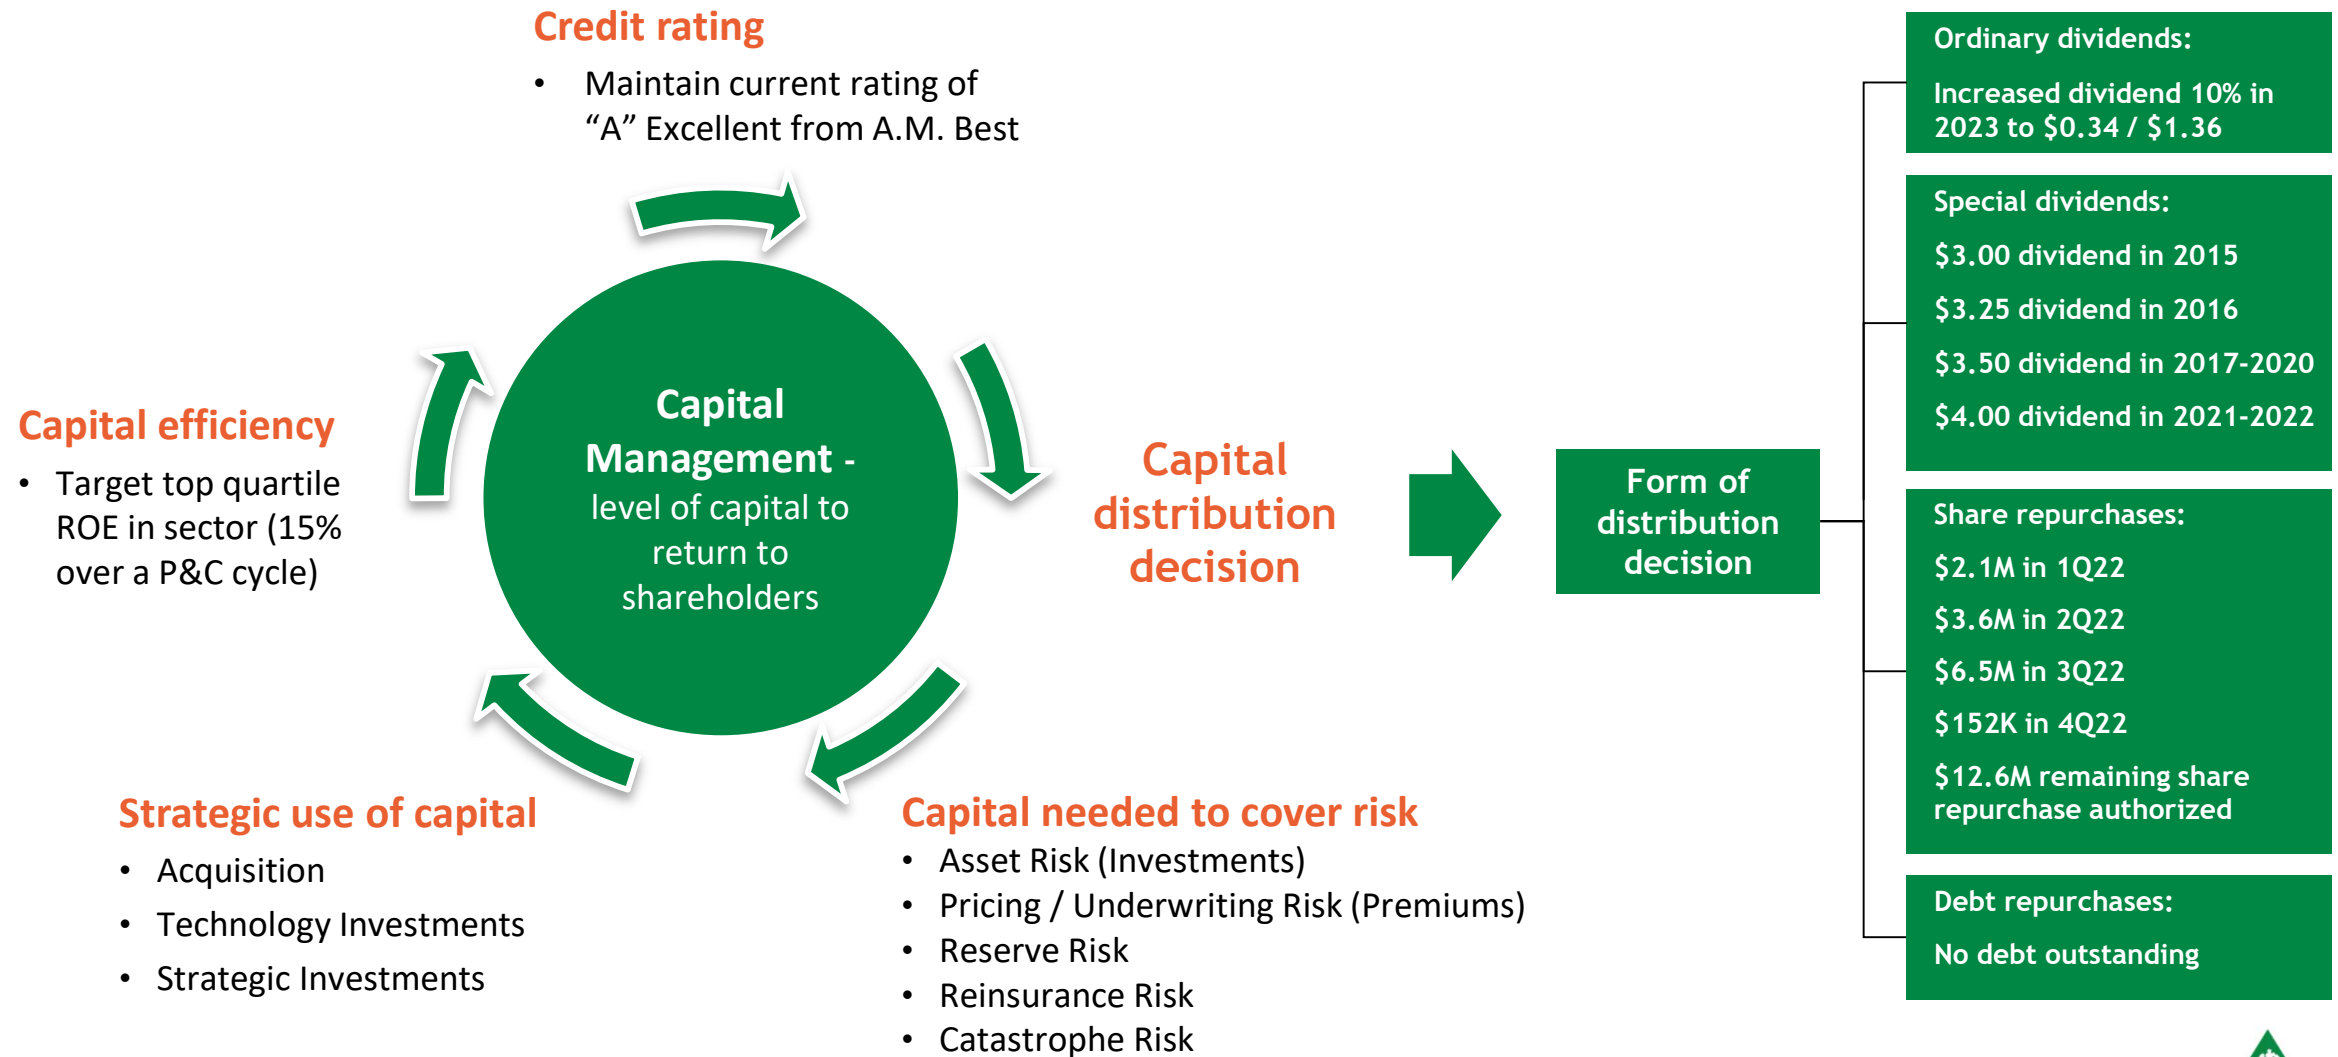 Credit rating
• Maintain current rating of
“A” Excellent from A.M. Best
Capital efficiency
• Target top quartile
ROE in sector (15%
over a P&C cycle)
Capital
Management -
level of capital to
return to
shareholders
Capital
distribution
decision
Strategic use of capital
• Acquisition
• Technology Investments
• Strategic Investments
Capital needed to cover risk
• Asset Risk (Investments)
• Pricing / Underwriting Risk (Premiums)
• Reserve Risk
• Reinsurance Risk
• Catastrophe Risk
Form of
distribution
decision
Ordinary dividends:
Increased dividend 10% in
2023 to $0.34 / $1.36
Special dividends:
$3.00 dividend in 2015
$3.25 dividend in 2016
$3.50 dividend in 2017-2020
$4.00 dividend in 2021-2022
Share repurchases:
$2.1M in 1Q22
$3.6M in 2Q22
$6.5M in 3Q22
$152K in 4Q22
$12.6M remaining share
repurchase authorized
Debt repurchases:
No debt outstanding